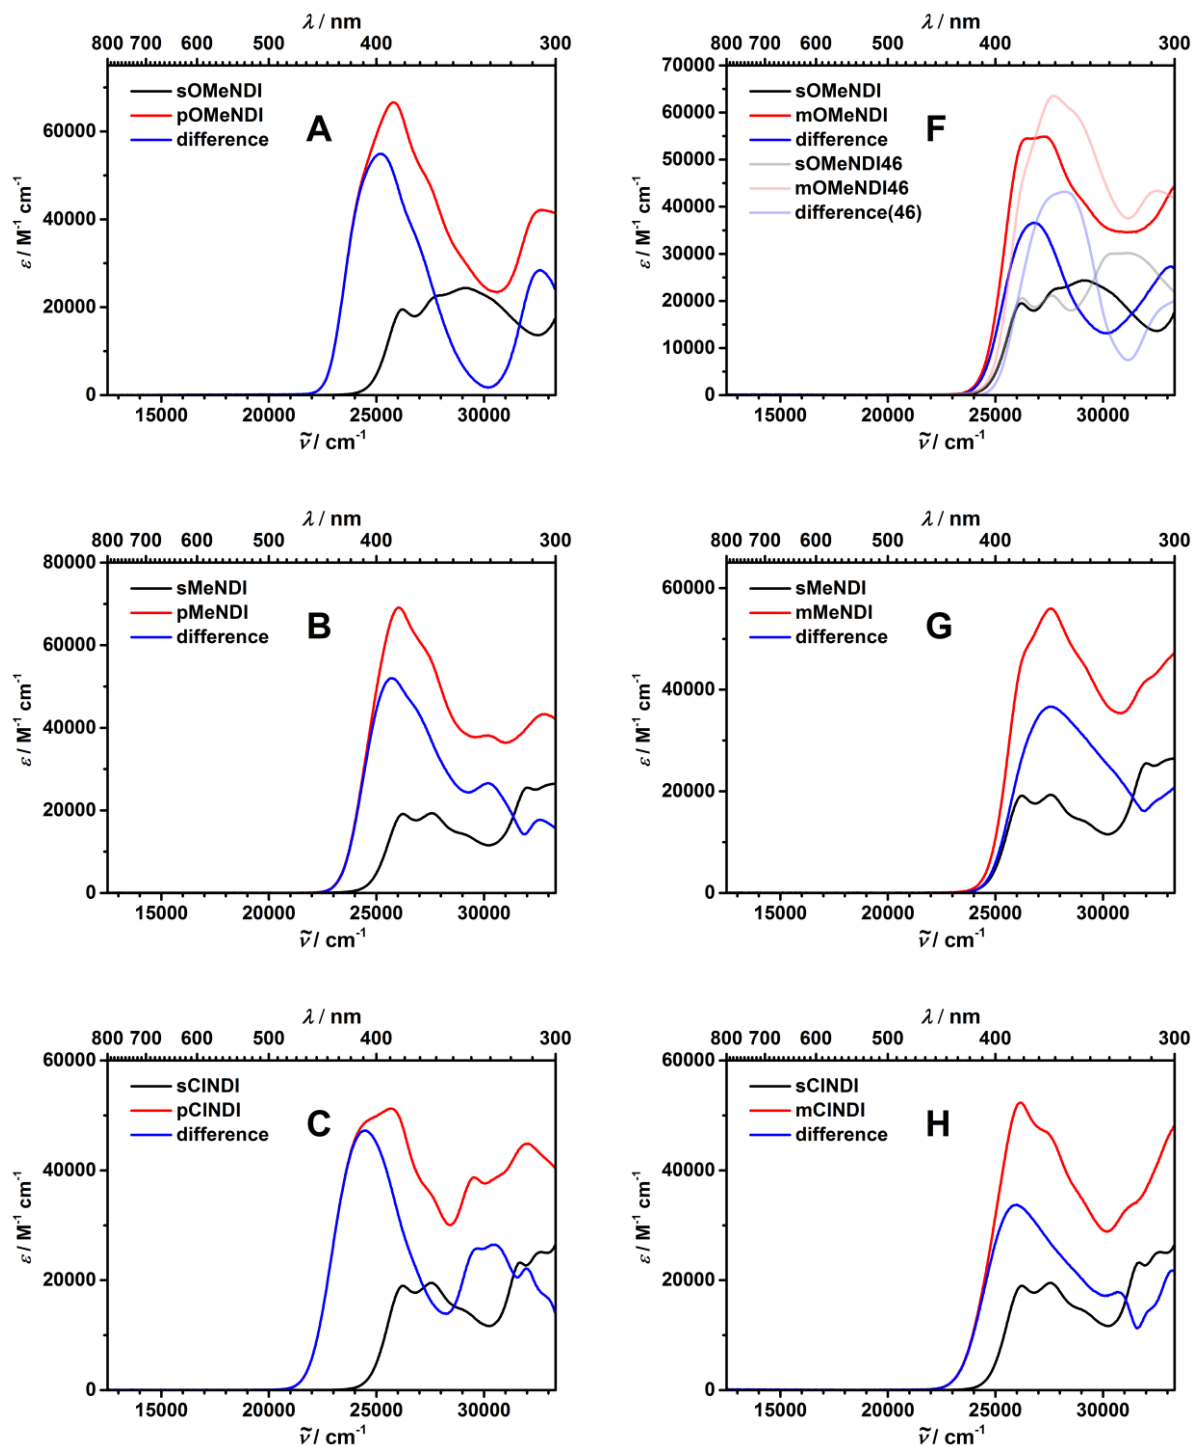 λ / nm
800 700 600 500 400 300
sOMeNDI
pOMeNDI
difference
A
60000
40000
20000
0
ε / M⁻¹ cm⁻¹
15000 20000 25000 30000
ṽ / cm⁻¹
λ / nm
800 700 600 500 400 300
70000
60000
50000
40000
30000
20000
10000
0
ε / M⁻¹ cm⁻¹
sOMeNDI
mOMeNDI
difference
sOMeNDI46
mOMeNDI46
difference(46)
F
15000 20000 25000 30000
ṽ / cm⁻¹
λ / nm
800 700 600 500 400 300
80000
60000
40000
20000
0
ε / M⁻¹ cm⁻¹
sMeNDI
pMeNDI
difference
B
15000 20000 25000 30000
ṽ / cm⁻¹
λ / nm
800 700 600 500 400 300
60000
40000
20000
0
ε / M⁻¹ cm⁻¹
sMeNDI
mMeNDI
difference
G
15000 20000 25000 30000
ṽ / cm⁻¹
λ / nm
800 700 600 500 400 300
60000
40000
20000
0
ε / M⁻¹ cm⁻¹
sClNDI
pClNDI
difference
C
15000 20000 25000 30000
ṽ / cm⁻¹
λ / nm
800 700 600 500 400 300
60000
40000
20000
0
ε / M⁻¹ cm⁻¹
sClNDI
mClNDI
difference
H
15000 20000 25000 30000
ṽ / cm⁻¹